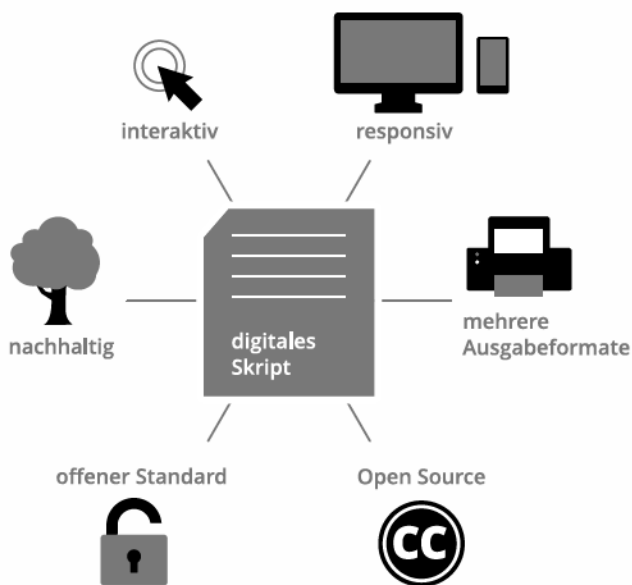 interaktiv
responsiv
nachhaltig
digitales
Skript
mehrere
Ausgabeformate
offener Standard
Open Source
CC